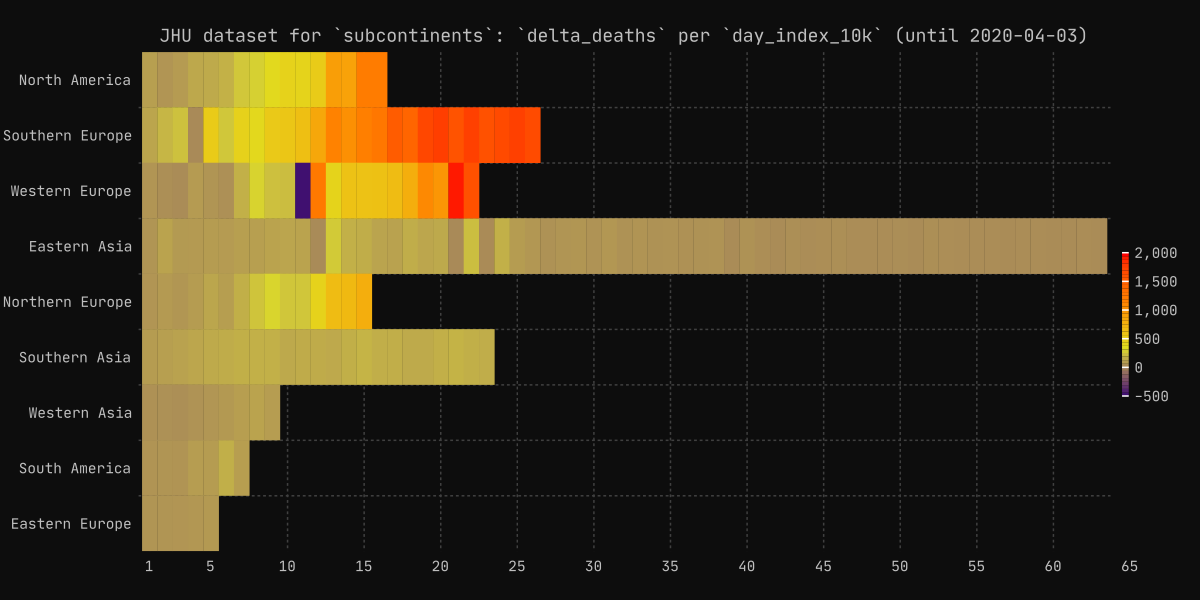 JHU dataset for `subcontinents`: `delta_deaths` per `day_index_10k` (until 2020-04-03)
North America
Southern Europe
Western Europe
Eastern Asia
Northern Europe
Southern Asia
Western Asia
South America
Eastern Europe
1 5 10 15 20 25 30 35 40 45 50 55 60 65
2,000
1,500
1,000
500
0
-500